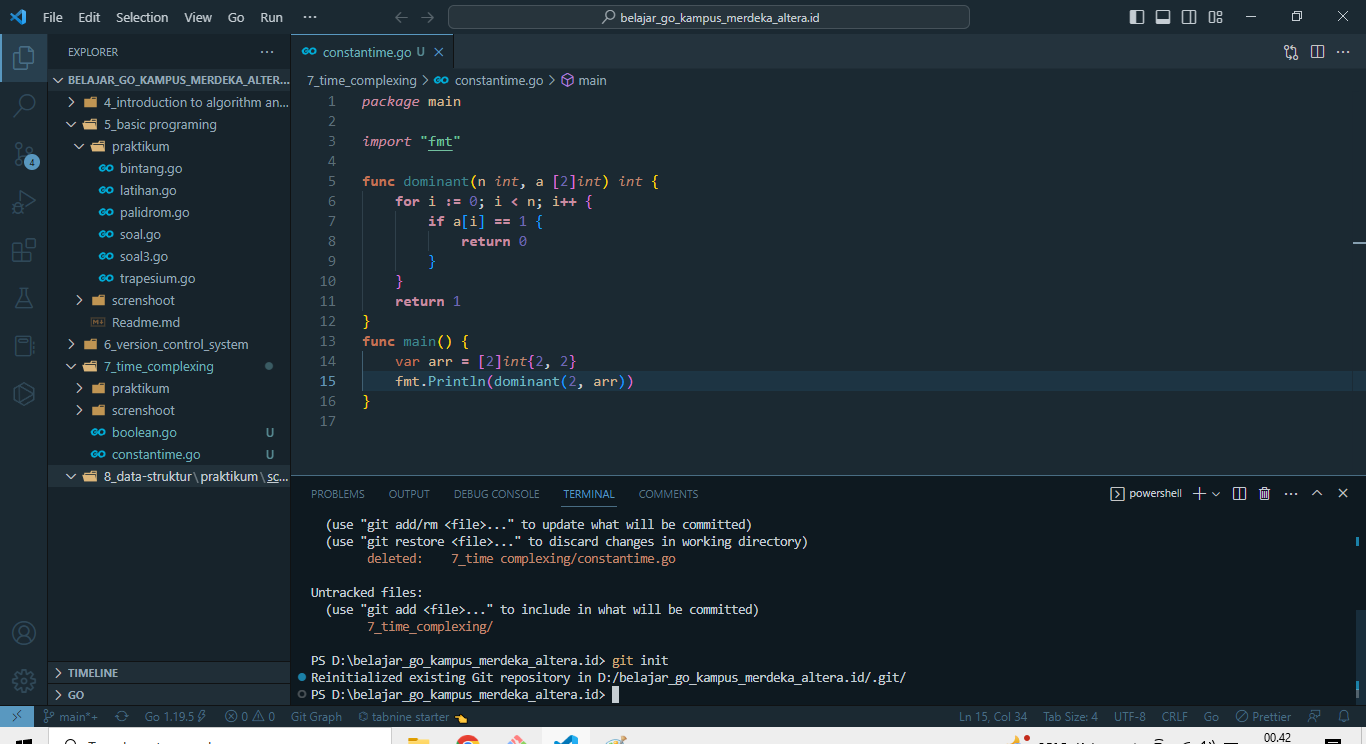 File Edit Selection View Go Run ···
belajar_go_kampus_merdeka_altera.id
EXPLORER
BELAJAR_GO_KAMPUS_MERDEKA_ALTER...
4_introduction to algorithm an...
5_basic programing
praktikum
bintang.go
latihan.go
palidrom.go
soal.go
soal3.go
trapesium.go
screnshoot
Readme.md
6_version_control_system
7_time_complexing
praktikum
screnshoot
boolean.go U
constantime.go U
8_data-struktur\praktikum\sc...
TIMELINE
GO
4
constantime.go U
7_time_complexing > constantime.go > main
1 package main
2
3 import "fmt"
4
5 func dominant(n int, a [2]int) int {
6 for i := 0; i < n; i++ {
7 if a[i] == 1 {
8 return 0
9 }
10 }
11 return 1
12 }
13 func main() {
14 var arr = [2]int{2, 2}
15 fmt.Println(dominant(2, arr))
16 }
17
PROBLEMS OUTPUT DEBUG CONSOLE TERMINAL COMMENTS
powershell
(use "git add/rm <file>..." to update what will be committed)
(use "git restore <file>..." to discard changes in working directory)
deleted: 7_time complexing/constantime.go
Untracked files:
(use "git add <file>..." to include in what will be committed)
7_time_complexing/
PS D:\belajar_go_kampus_merdeka_altera.id> git init
Reinitialized existing Git repository in D:/belajar_go_kampus_merdeka_altera.id/.git/
PS D:\belajar_go_kampus_merdeka_altera.id>
main*+ Go 1.19.5 0 0 Git Graph tabnine starter Ln 15, Col 34 Tab Size: 4 UTF-8 CRLF Go Prettier
00.42